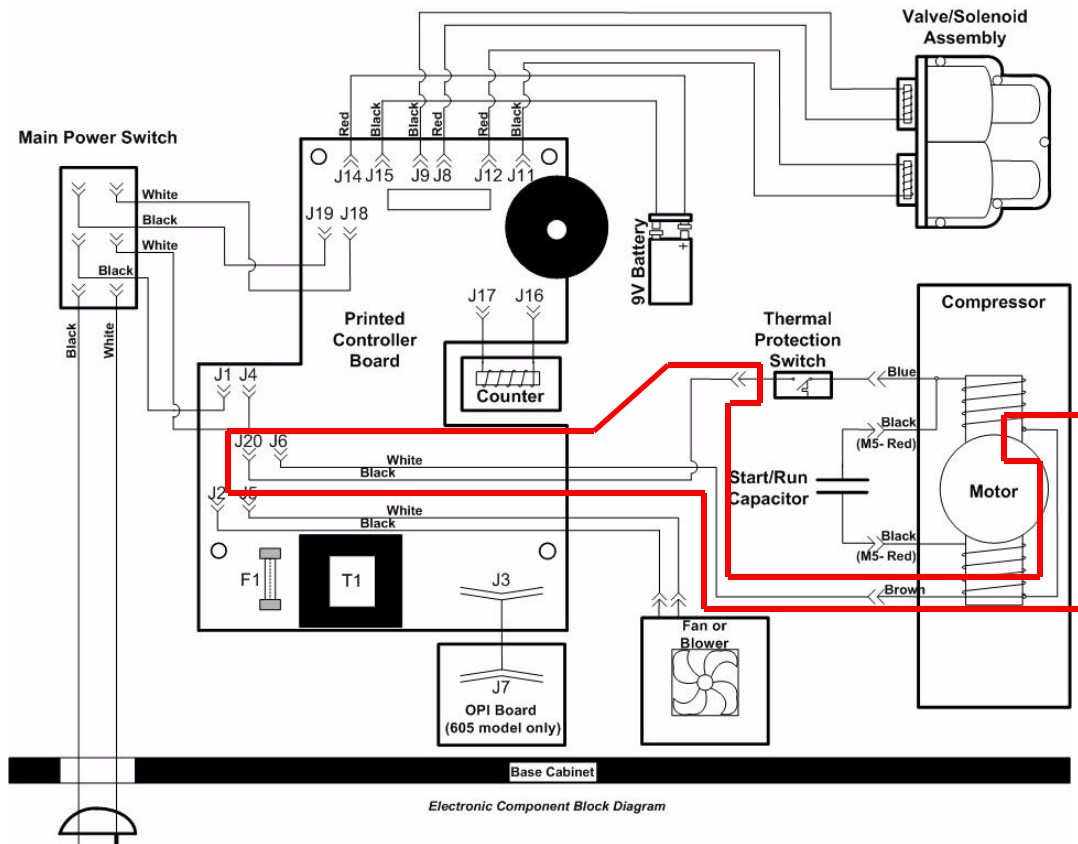 Valve/Solenoid
Assembly
Main Power Switch
Red
Black
Black
Red
Red
Black
J14
J15
J9
J8
J12
J11
White
Black
White
Black
J19
J18
9V Battery
+
Black
White
Printed
Controller
Board
J17
J16
Counter
Thermal
Protection
Switch
Compressor
J1
J4
Blue
Black
(M5- Red)
J20
J6
White
Black
Start/Run
Capacitor
Motor
J2
J5
White
Black
Black
(M5- Red)
F1
T1
J3
Brown
Fan or
Blower
J7
OPI Board
(605 model only)
Base Cabinet
Electronic Component Block Diagram